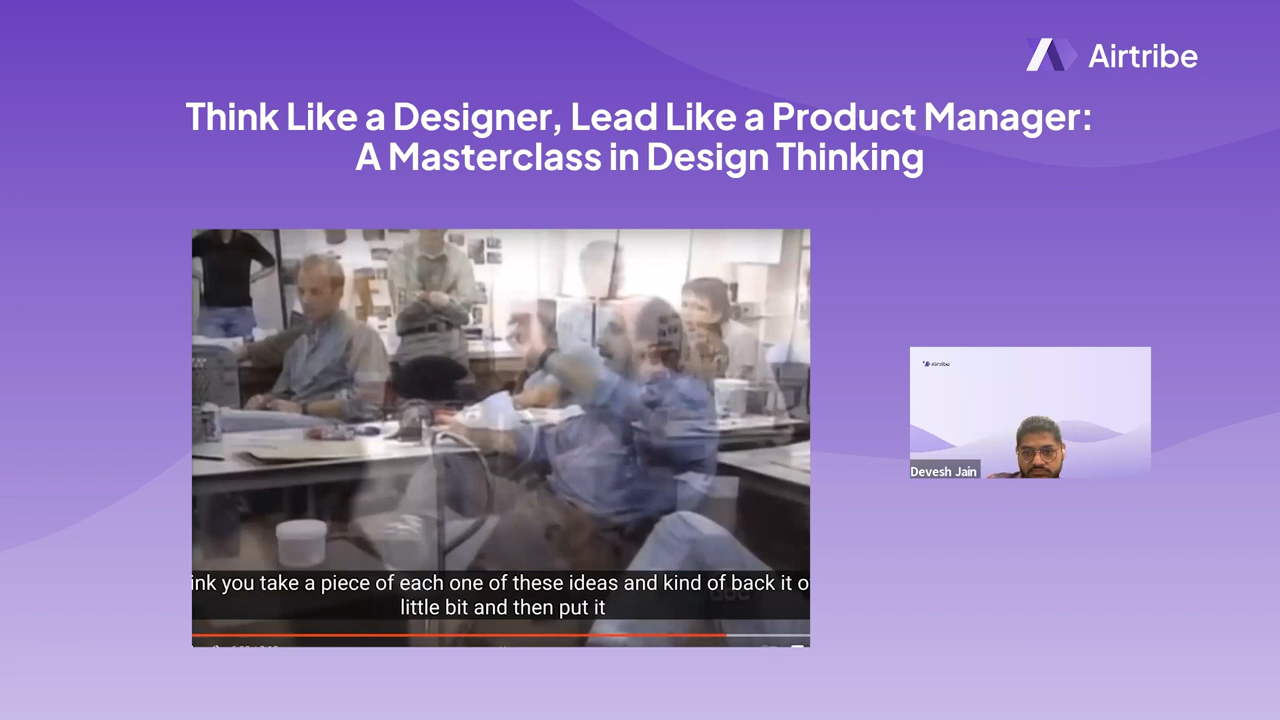 Airtribe
Think Like a Designer, Lead Like a Product Manager:
A Masterclass in Design Thinking
Airtribe
Devesh Jain
you take a piece of each one of these ideas and kind of back it
little bit and then put it